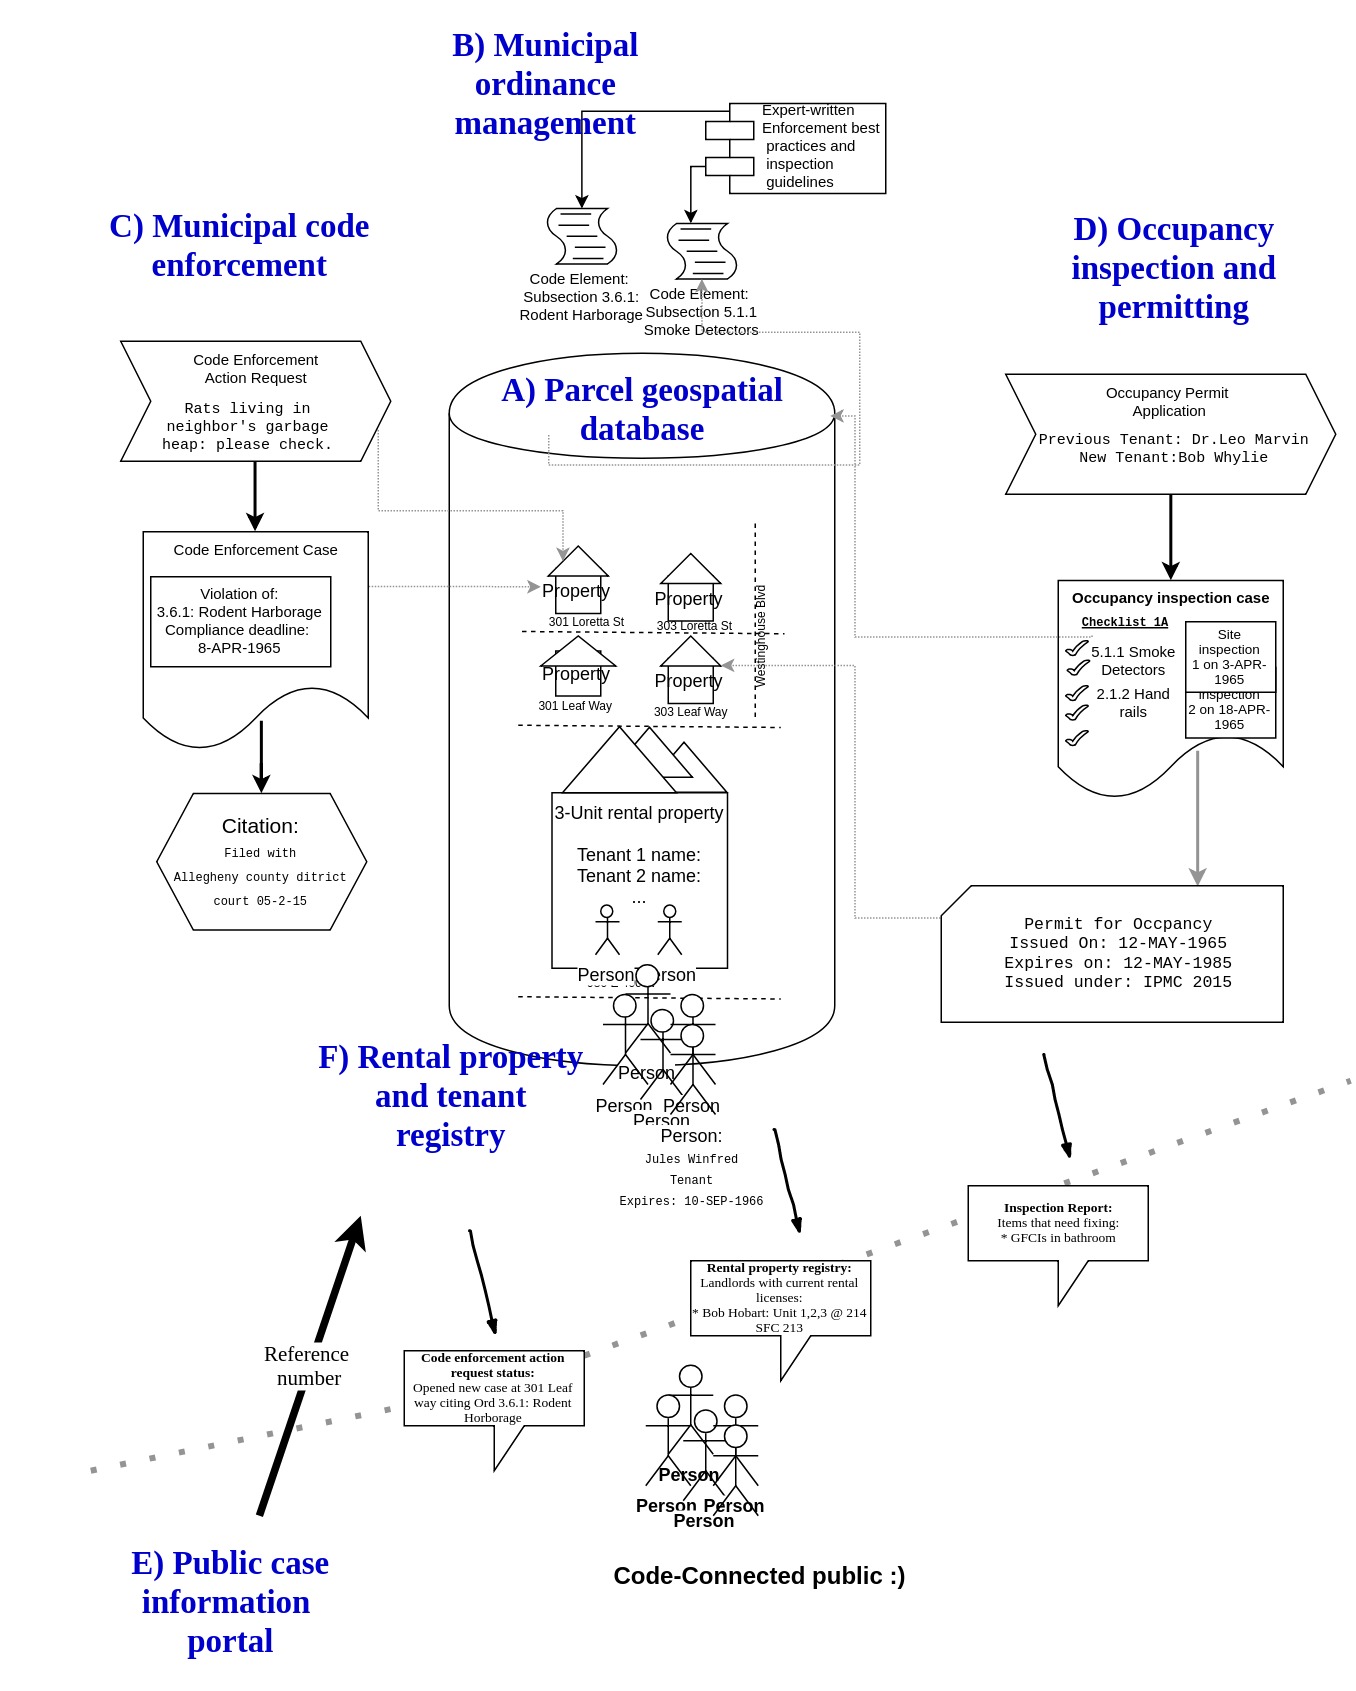 B) Municipal
ordinance
management
Expert-written
Enforcement best
practices and
inspection
guidelines
C) Municipal code
enforcement
D) Occupancy
inspection and
permitting
Code Element:
Subsection 3.6.1:
Rodent Harborage
Code Element:
Subsection 5.1.1
Smoke Detectors
Code Enforcement
Action Request
Rats living in
neighbor's garbage
heap: please check.
A) Parcel geospatial
database
Occupancy Permit
Application
Previous Tenant: Dr.Leo Marvin
New Tenant:Bob Whylie
Code Enforcement Case
Violation of:
3.6.1: Rodent Harborage
Compliance deadline:
8-APR-1965
Property
301 Loretta St
Property
303 Loretta St
Westinghouse Blvd
Property
301 Leaf Way
Property
303 Leaf Way
Occupancy inspection case
Checklist 1A
5.1.1 Smoke
Detectors
2.1.2 Hand
rails
Site
inspection
1 on 3-APR-
1965
inspection
2 on 18-APR-
1965
Citation:
Filed with
Allegheny county ditrict
court 05-2-15
3-Unit rental property
Tenant 1 name:
Tenant 2 name:
...
Person
Person
Permit for Occpancy
Issued On: 12-MAY-1965
Expires on: 12-MAY-1985
Issued under: IPMC 2015
F) Rental property
and tenant
registry
Person
Person
Person
Person
Person:
Jules Winfred
Tenant
Expires: 10-SEP-1966
Inspection Report:
Items that need fixing:
* GFCIs in bathroom
Rental property registry:
Landlords with current rental
licenses:
* Bob Hobart: Unit 1,2,3 @ 214
SFC 213
Reference
number
Code enforcement action
request status:
Opened new case at 301 Leaf
way citing Ord 3.6.1: Rodent
Horborage
Person
Person
Person
Person
E) Public case
information
portal
Code-Connected public :)